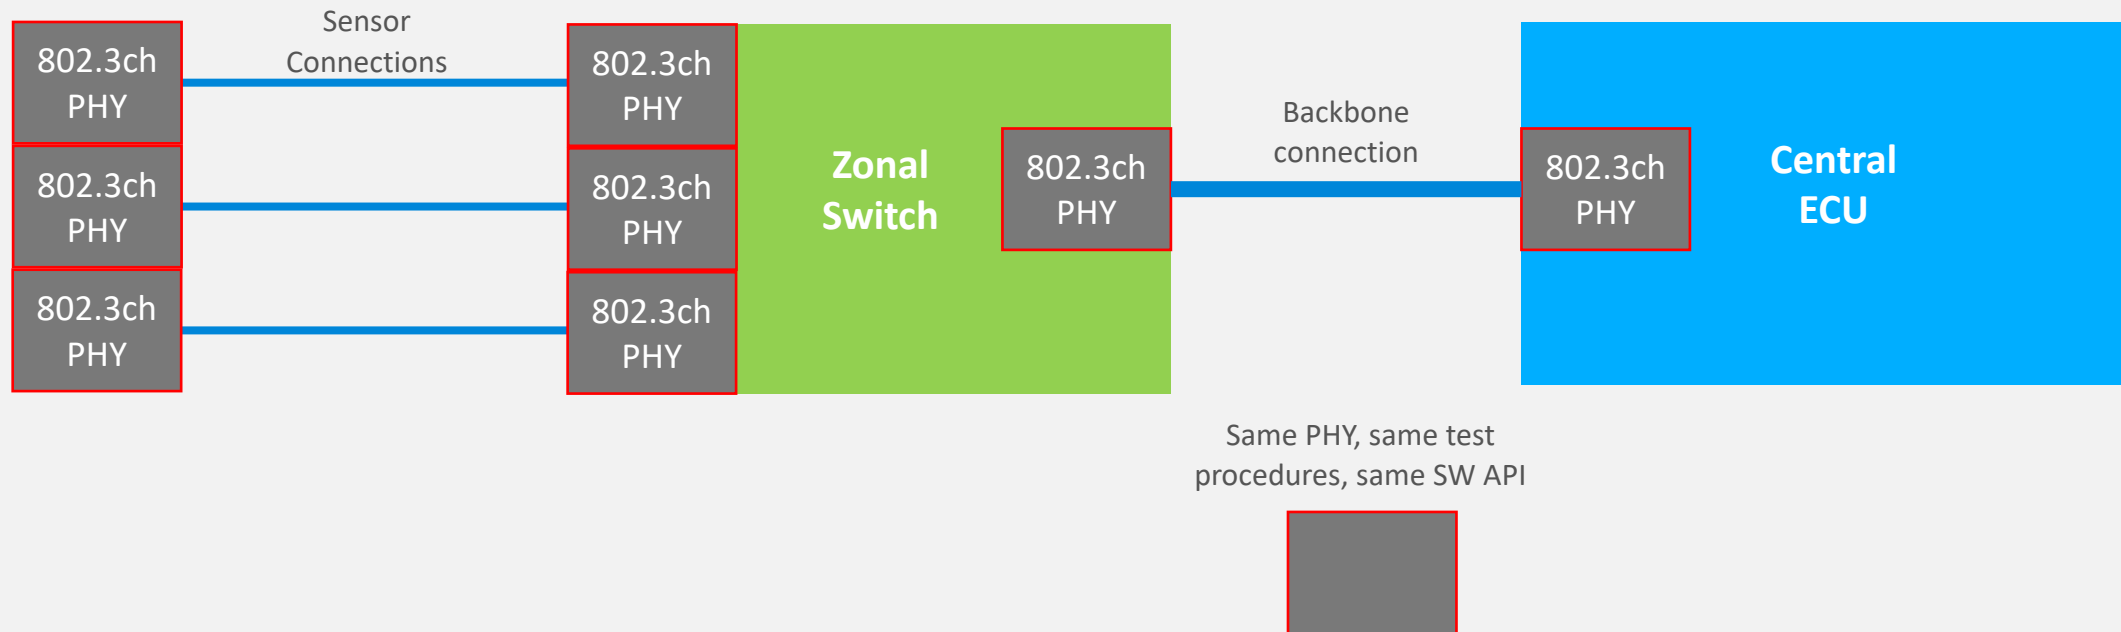 Sensor
Connections
802.3ch
PHY
802.3ch
PHY
802.3ch
PHY
802.3ch
PHY
802.3ch
PHY
802.3ch
PHY
Zonal
Switch
802.3ch
PHY
Backbone
connection
802.3ch
PHY
Central
ECU
Same PHY, same test
procedures, same SW API